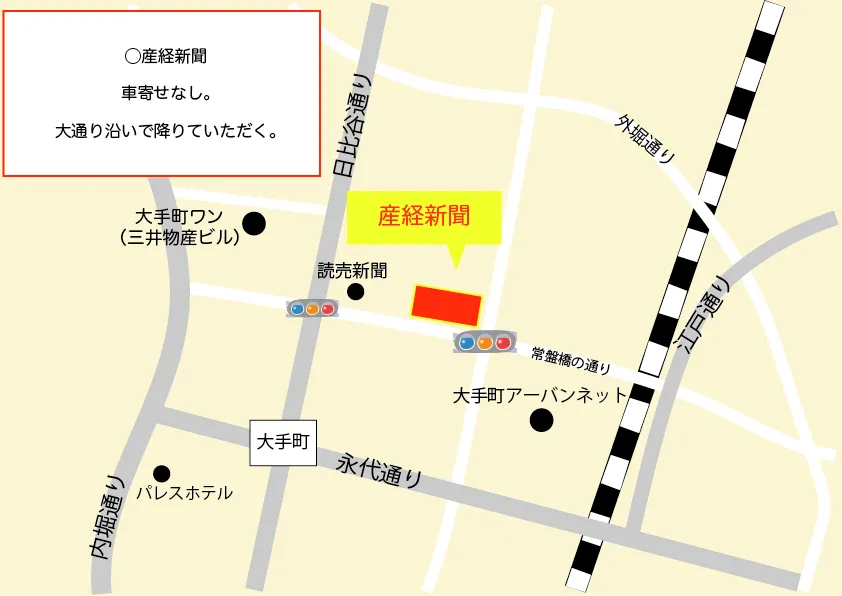 ○産経新聞
車寄せなし。
大通り沿いで降りていただく。
日比谷通り
外堀通り
大手町ワン
(三井物産ビル)
産経新聞
読売新聞
江戸通り
常盤橋の通り
大手町アーバンネット
大手町
永代通り
パレスホテル
内堀通り